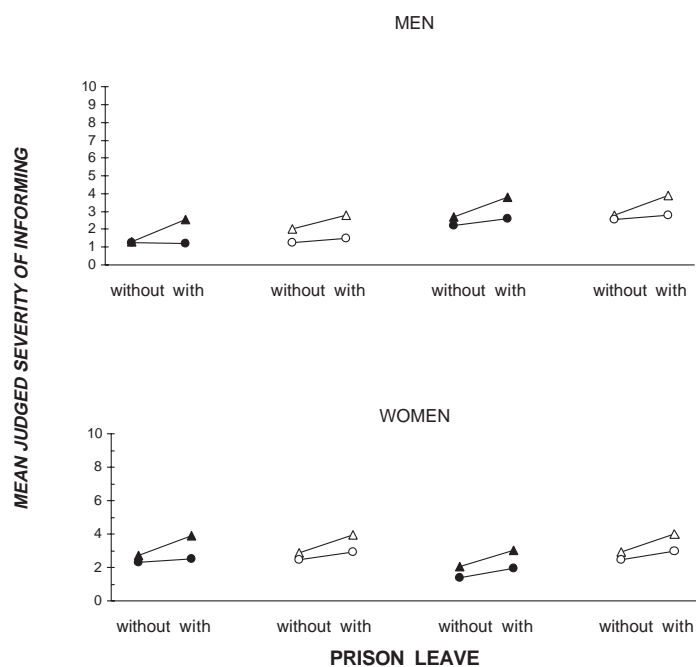 MEN
MEAN JUDGED SEVERITY OF INFORMING
10
9
8
7
6
5
4
3
2
1
0
without with without with without with without with
WOMEN
10
8
6
4
2
0
without with without with without with without with
PRISON LEAVE